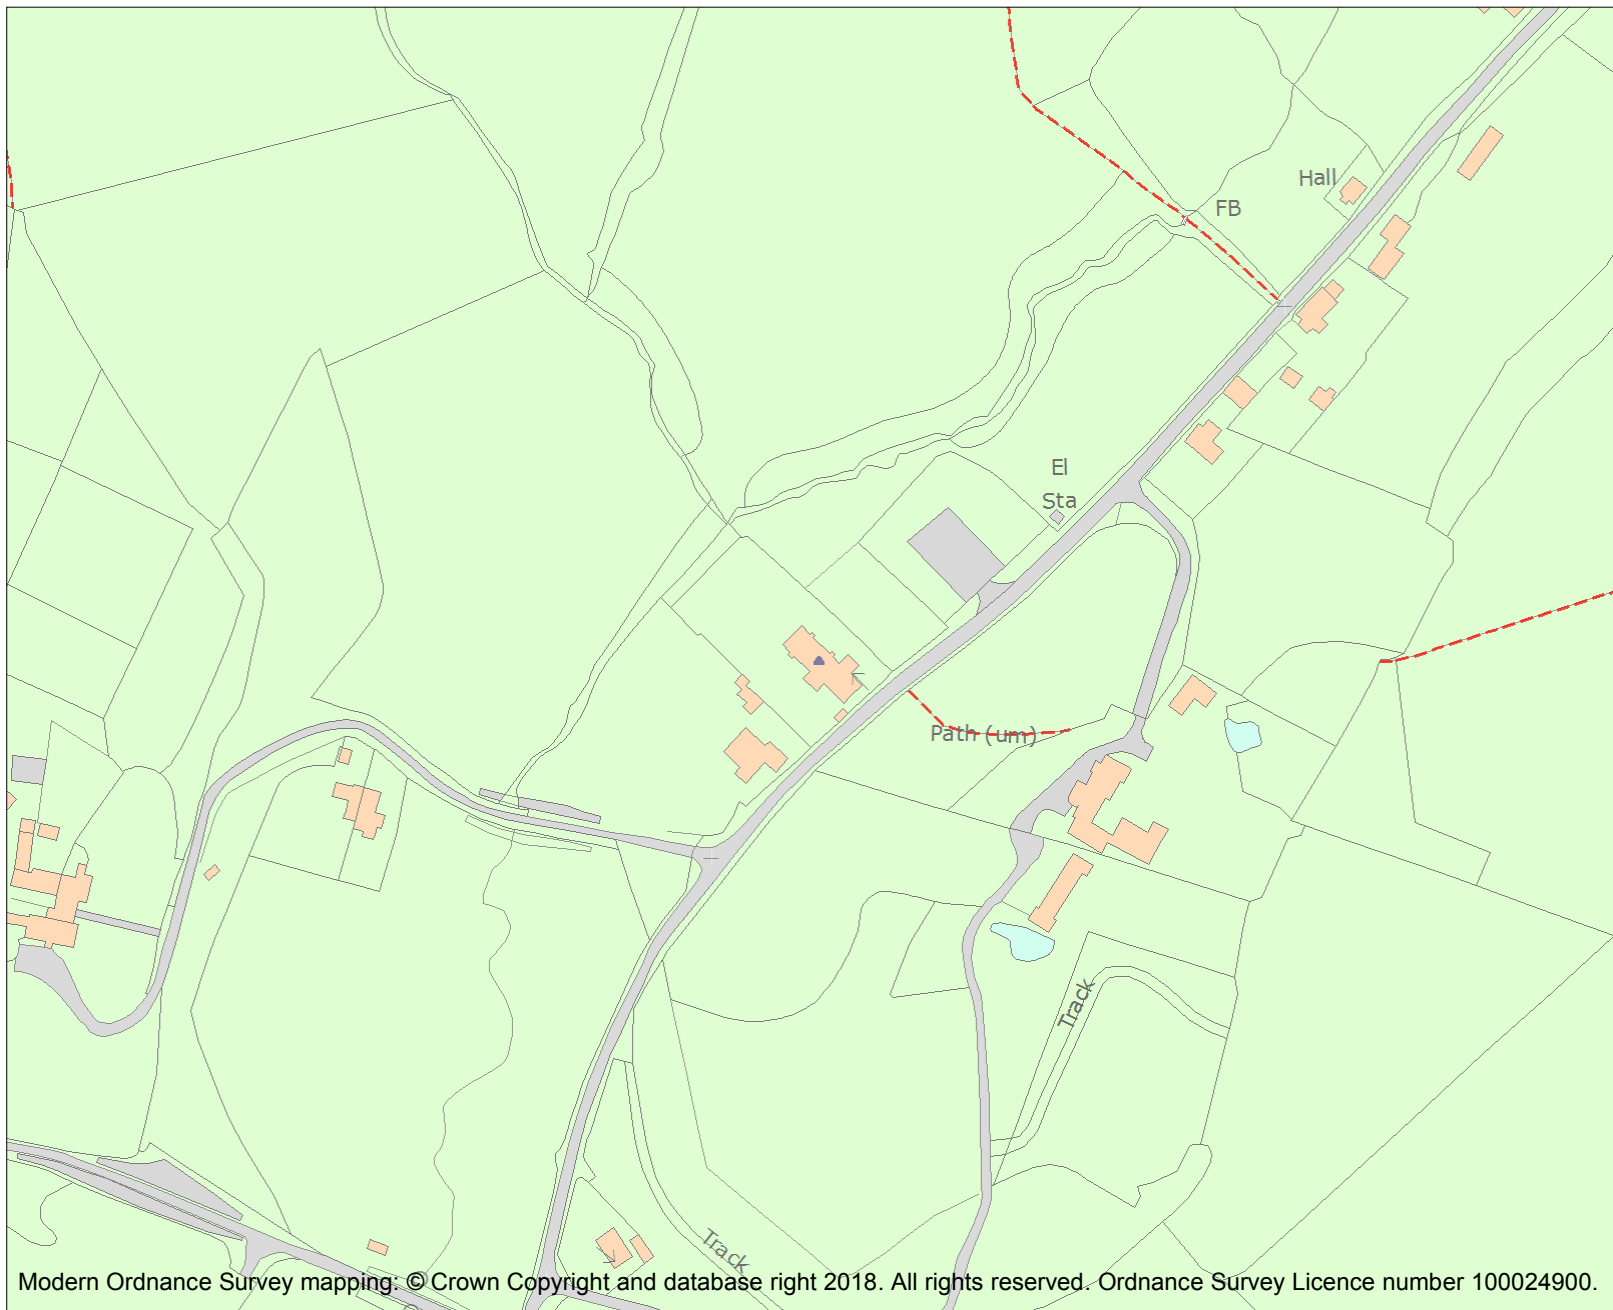 Hall
FB
El
Sta
Path (um)
Track
Track
Modern Ordnance Survey mapping: © Crown Copyright and database right 2018. All rights reserved. Ordnance Survey Licence number 100024900.